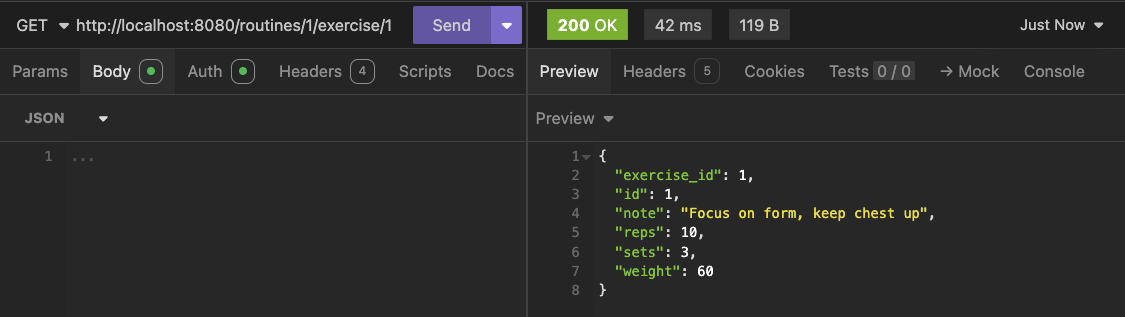 GET http://localhost:8080/routines/1/exercise/1 Send 200 OK 42 ms 119 B Just Now
Params Body Auth Headers 4 Scripts Docs Preview Headers 5 Cookies Tests 0 / 0 → Mock Console
JSON Preview
1 ... 1 {
2 "exercise_id": 1,
3 "id": 1,
4 "note": "Focus on form, keep chest up",
5 "reps": 10,
6 "sets": 3,
7 "weight": 60
8 }